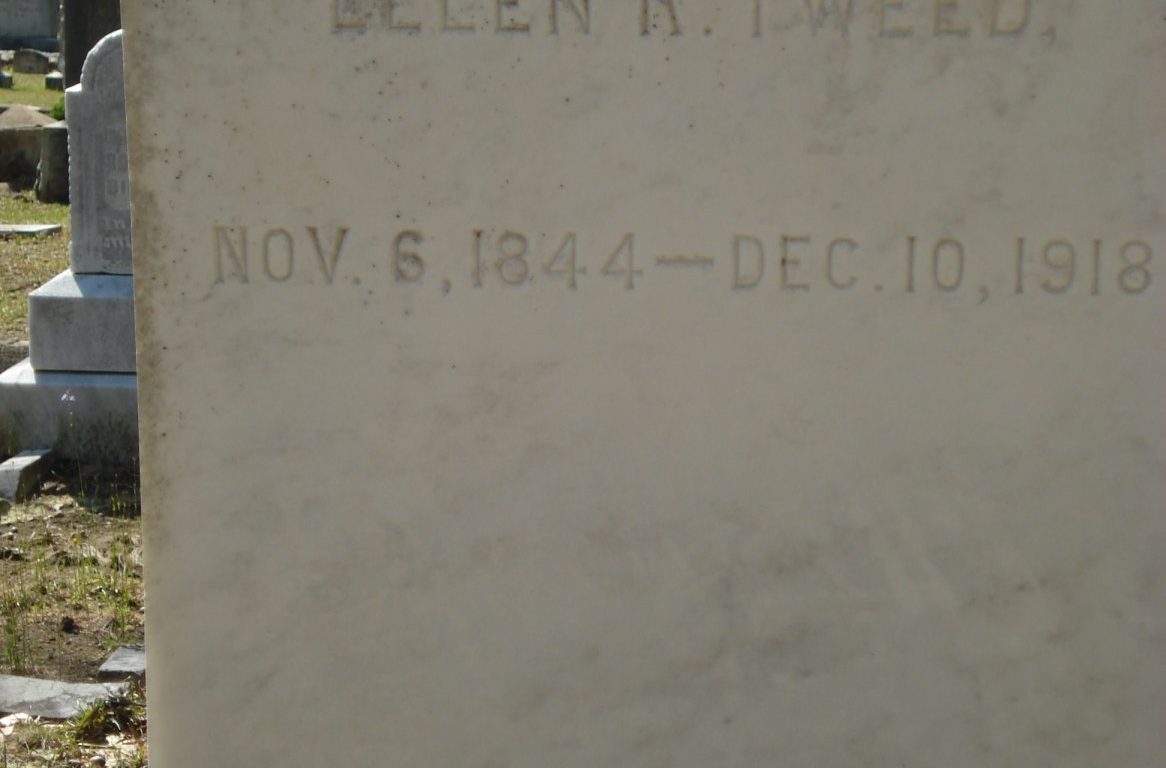 ELLEN R. TWEED,
NOV. 6, 1844—DEC. 10, 1918